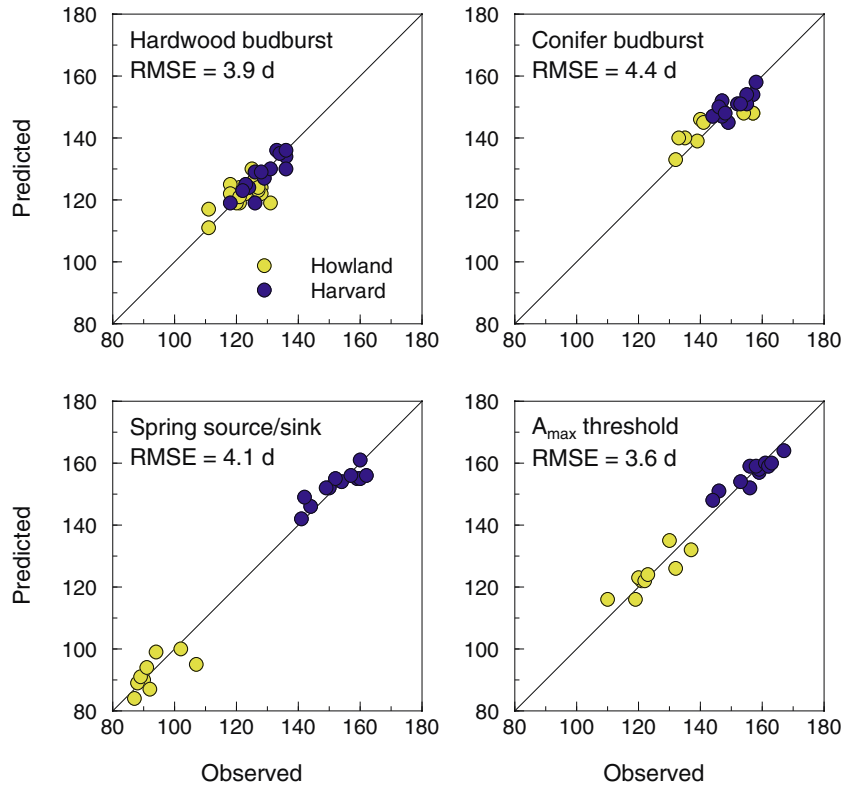 Hardwood budburst
RMSE = 3.9 d
Howland
Harvard
Predicted
180
160
140
120
100
80
80 100 120 140 160 180
Conifer budburst
RMSE = 4.4 d
180
160
140
120
100
80
80 100 120 140 160 180
Spring source/sink
RMSE = 4.1 d
Predicted
180
160
140
120
100
80
80 100 120 140 160 180
Observed
Amax threshold
RMSE = 3.6 d
180
160
140
120
100
80
80 100 120 140 160 180
Observed